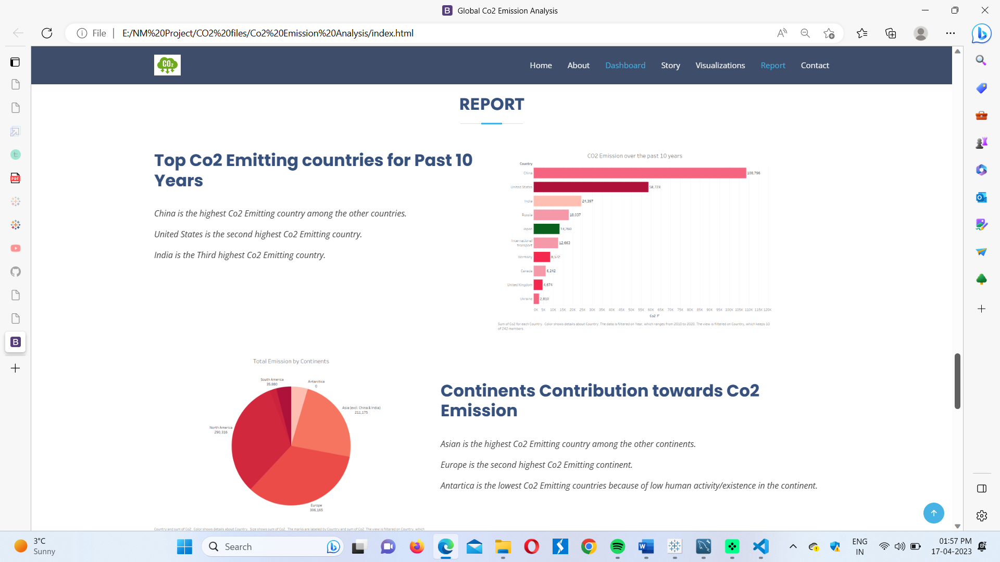 Global Co2 Emission Analysis
File
E:/NM%20Project/CO2%20files/Co2%20Emission%20Analysis/index.html
CO2
Home
About
Dashboard
Story
Visualizations
Report
Contact
REPORT
Top Co2 Emitting countries for Past 10
Years
China is the highest Co2 Emitting country among the other countries.
United States is the second highest Co2 Emitting country.
India is the Third highest Co2 Emitting country.
CO2 Emission over the past 10 years
Country
China 108,796
United States 58,723
India 24,397
Russia 18,037
Japan 13,260
International
transport 12,663
Germany 8,572
Canada 6,242
United Kingdom 4,674
Ukraine 2,810
0K 5K 10K 15K 20K 25K 30K 35K 40K 45K 50K 55K 60K 65K 70K 75K 80K 85K 90K 95K 100K 105K 110K 115K 120K
Co2
Sum of Co2 for each Country. Color shows details about Country. The data is filtered on Year, which ranges from 2010 to 2020. The view is filtered on Country, which keeps 10
of 242 members.
Total Emission by Continents
South America
35,880
Antarctica
0
Asia (excl. China & India)
211,175
North America
290,316
Europe
306,165
Country and sum of Co2. Color shows details about Country. Size shows sum of Co2. The marks are labeled by Country and sum of Co2. The view is filtered on Country, which
Continents Contribution towards Co2
Emission
Asian is the highest Co2 Emitting country among the other continents.
Europe is the second highest Co2 Emitting continent.
Antartica is the lowest Co2 Emitting countries because of low human activity/existence in the continent.
3°C
Sunny
Search
ENG
IN
01:57 PM
17-04-2023